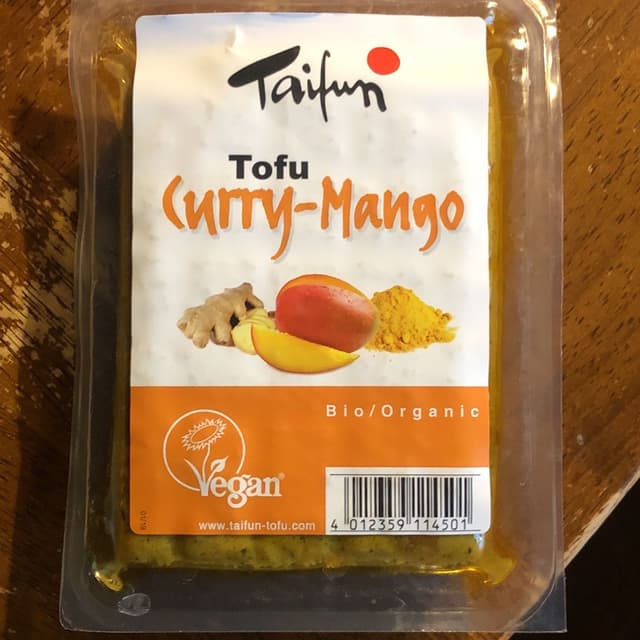 Taifun
Tofu
Curry-Mango
Bio/Organic
Vegan
www.taifun-tofu.com
4 012359 114501